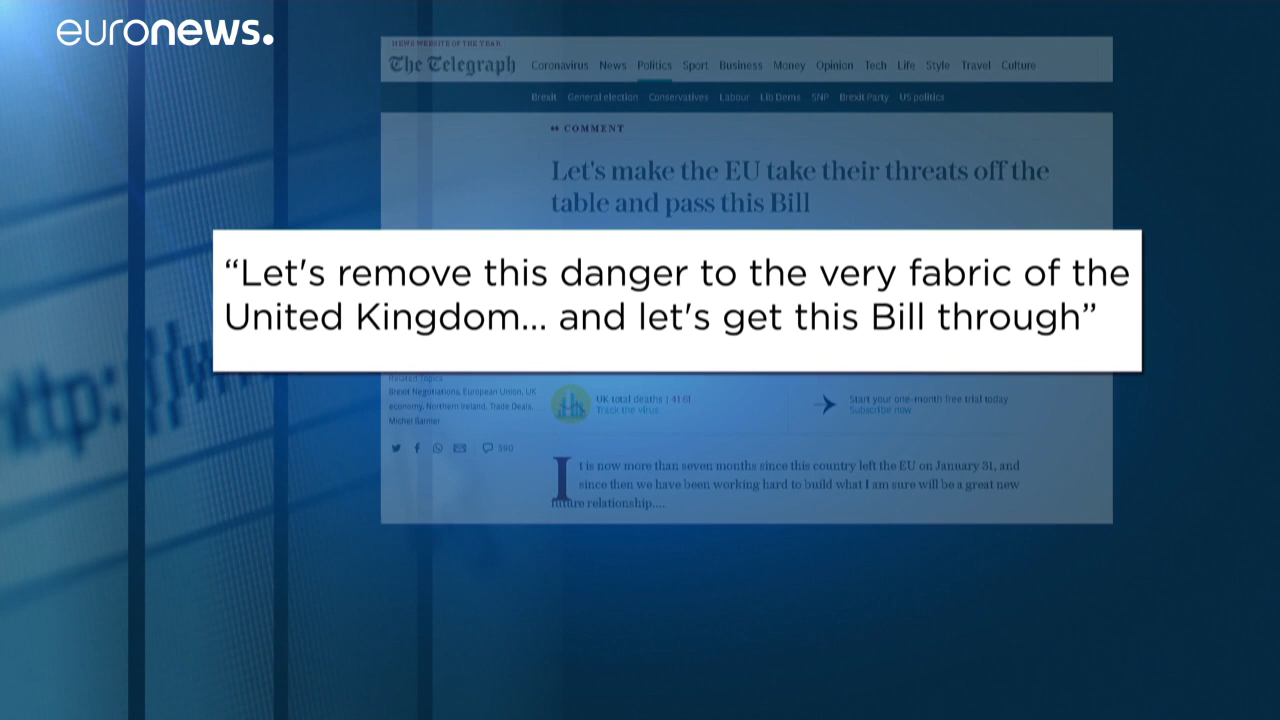 euronews.
NEWS WEBSITE OF THE YEAR
The Telegraph
Coronavirus News Politics Sport Business Money Opinion Tech Life Style Travel Culture
Brexit General election Conservatives Labour Lib Dems SNP Brexit Party US politics
COMMENT
Let's make the EU take their threats off the
table and pass this Bill
“Let's remove this danger to the very fabric of the
United Kingdom... and let's get this Bill through”
Related Topics
Brexit Negotiations, European Union, UK
economy, Northern Ireland, Trade Deals,
Michel Barnier
590
UK total deaths |
Track the virus
Start your one-month free trial today
Subscribe now
It is now more than seven months since this country left the EU on January 31, and
since then we have been working hard to build what I am sure will be a great new
future relationship....
http://